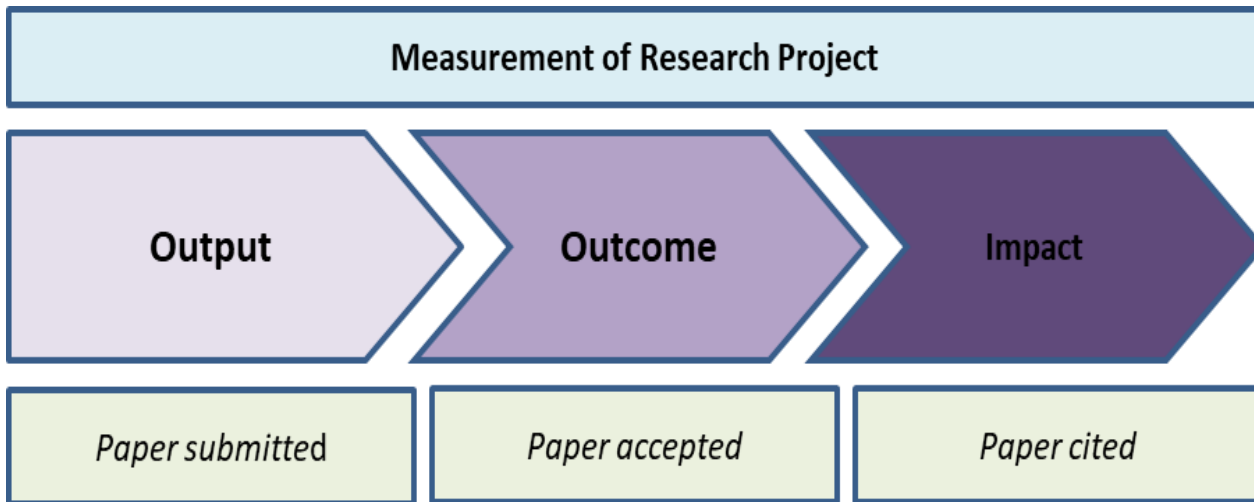 Measurement of Research Project
Output
Outcome
Impact
Paper submitted
Paper accepted
Paper cited